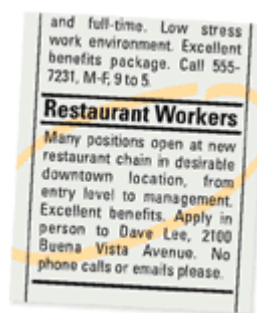 and full-time. Low stress
work environment. Excellent
benefits package. Call 555-
7231, M-F, 9 to 5.
Restaurant Workers
Many positions open at new
restaurant chain in desirable
downtown location, from
entry level to management.
Excellent benefits. Apply in
person to Dave Lee, 2100
Buena Vista Avenue. No
phone calls or emails please.